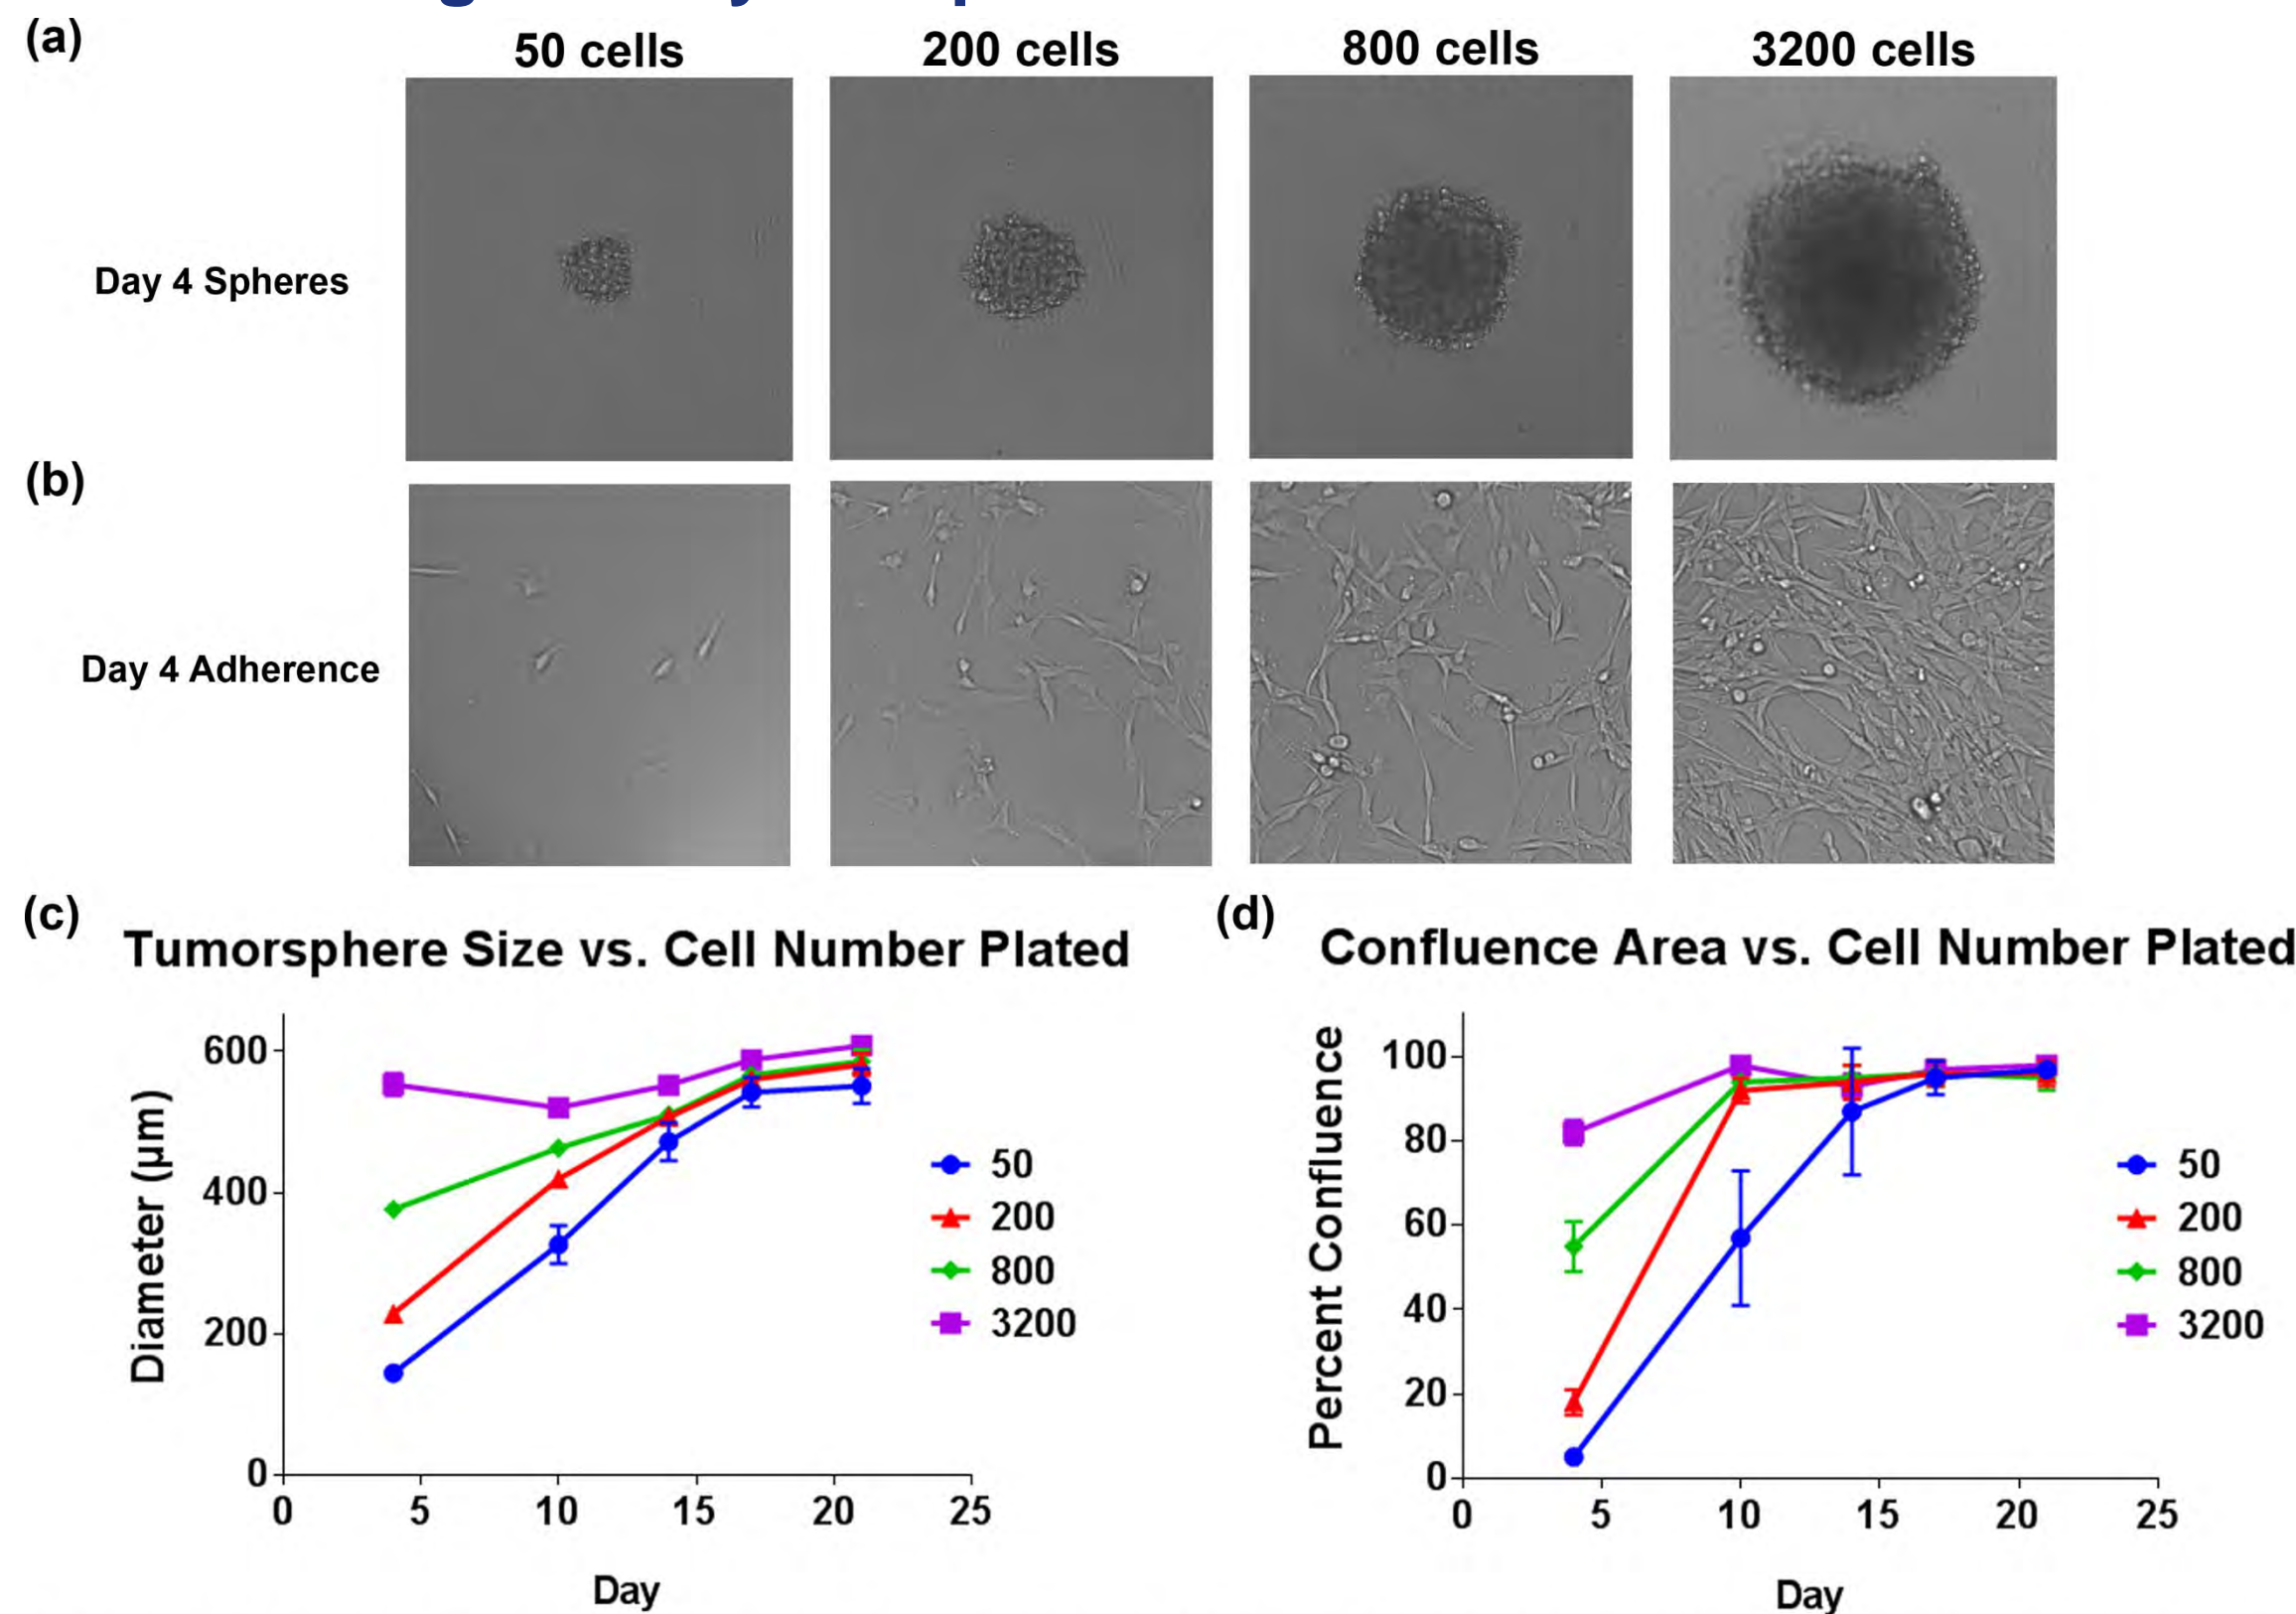 (a)
50 cells 200 cells 800 cells 3200 cells
Day 4 Spheres
(b)
Day 4 Adherence
(c)
Tumorsphere Size vs. Cell Number Plated
Diameter (µm)
600
400
200
0
0 5 10 15 20 25
Day
50
200
800
3200
(d)
Confluence Area vs. Cell Number Plated
Percent Confluence
100
80
60
40
20
0
0 5 10 15 20 25
Day
50
200
800
3200